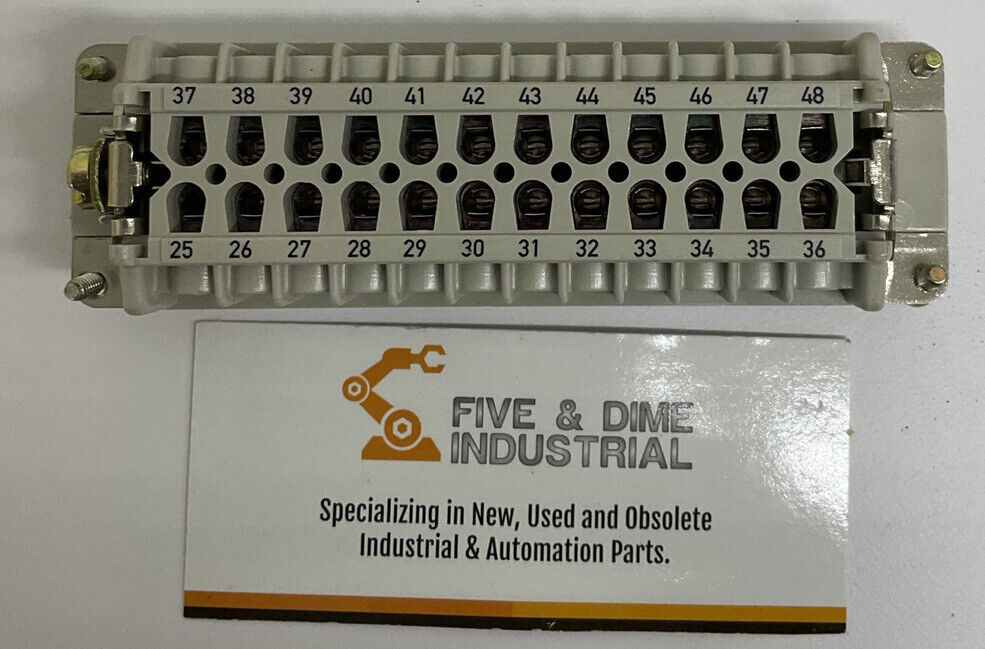 37 38 39 40 41 42 43 44 45 46 47 48
25 26 27 28 29 30 31 32 33 34 35 36
FIVE & DIME
INDUSTRIAL
Specializing in New, Used and Obsolete
Industrial & Automation Parts.